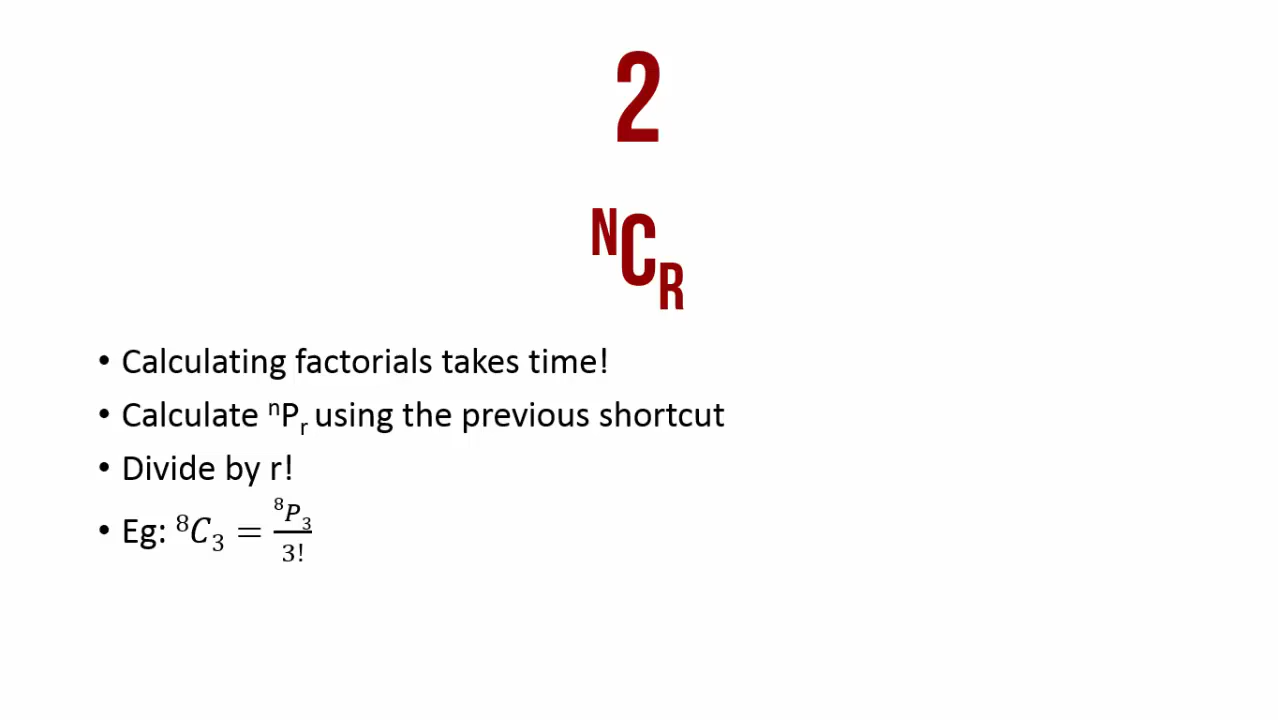 2
ᴺCᵣ
• Calculating factorials takes time!
• Calculate ⁿPᵣ using the previous shortcut
• Divide by r!
• Eg: ⁸C₃ = ⁸P₃/3!